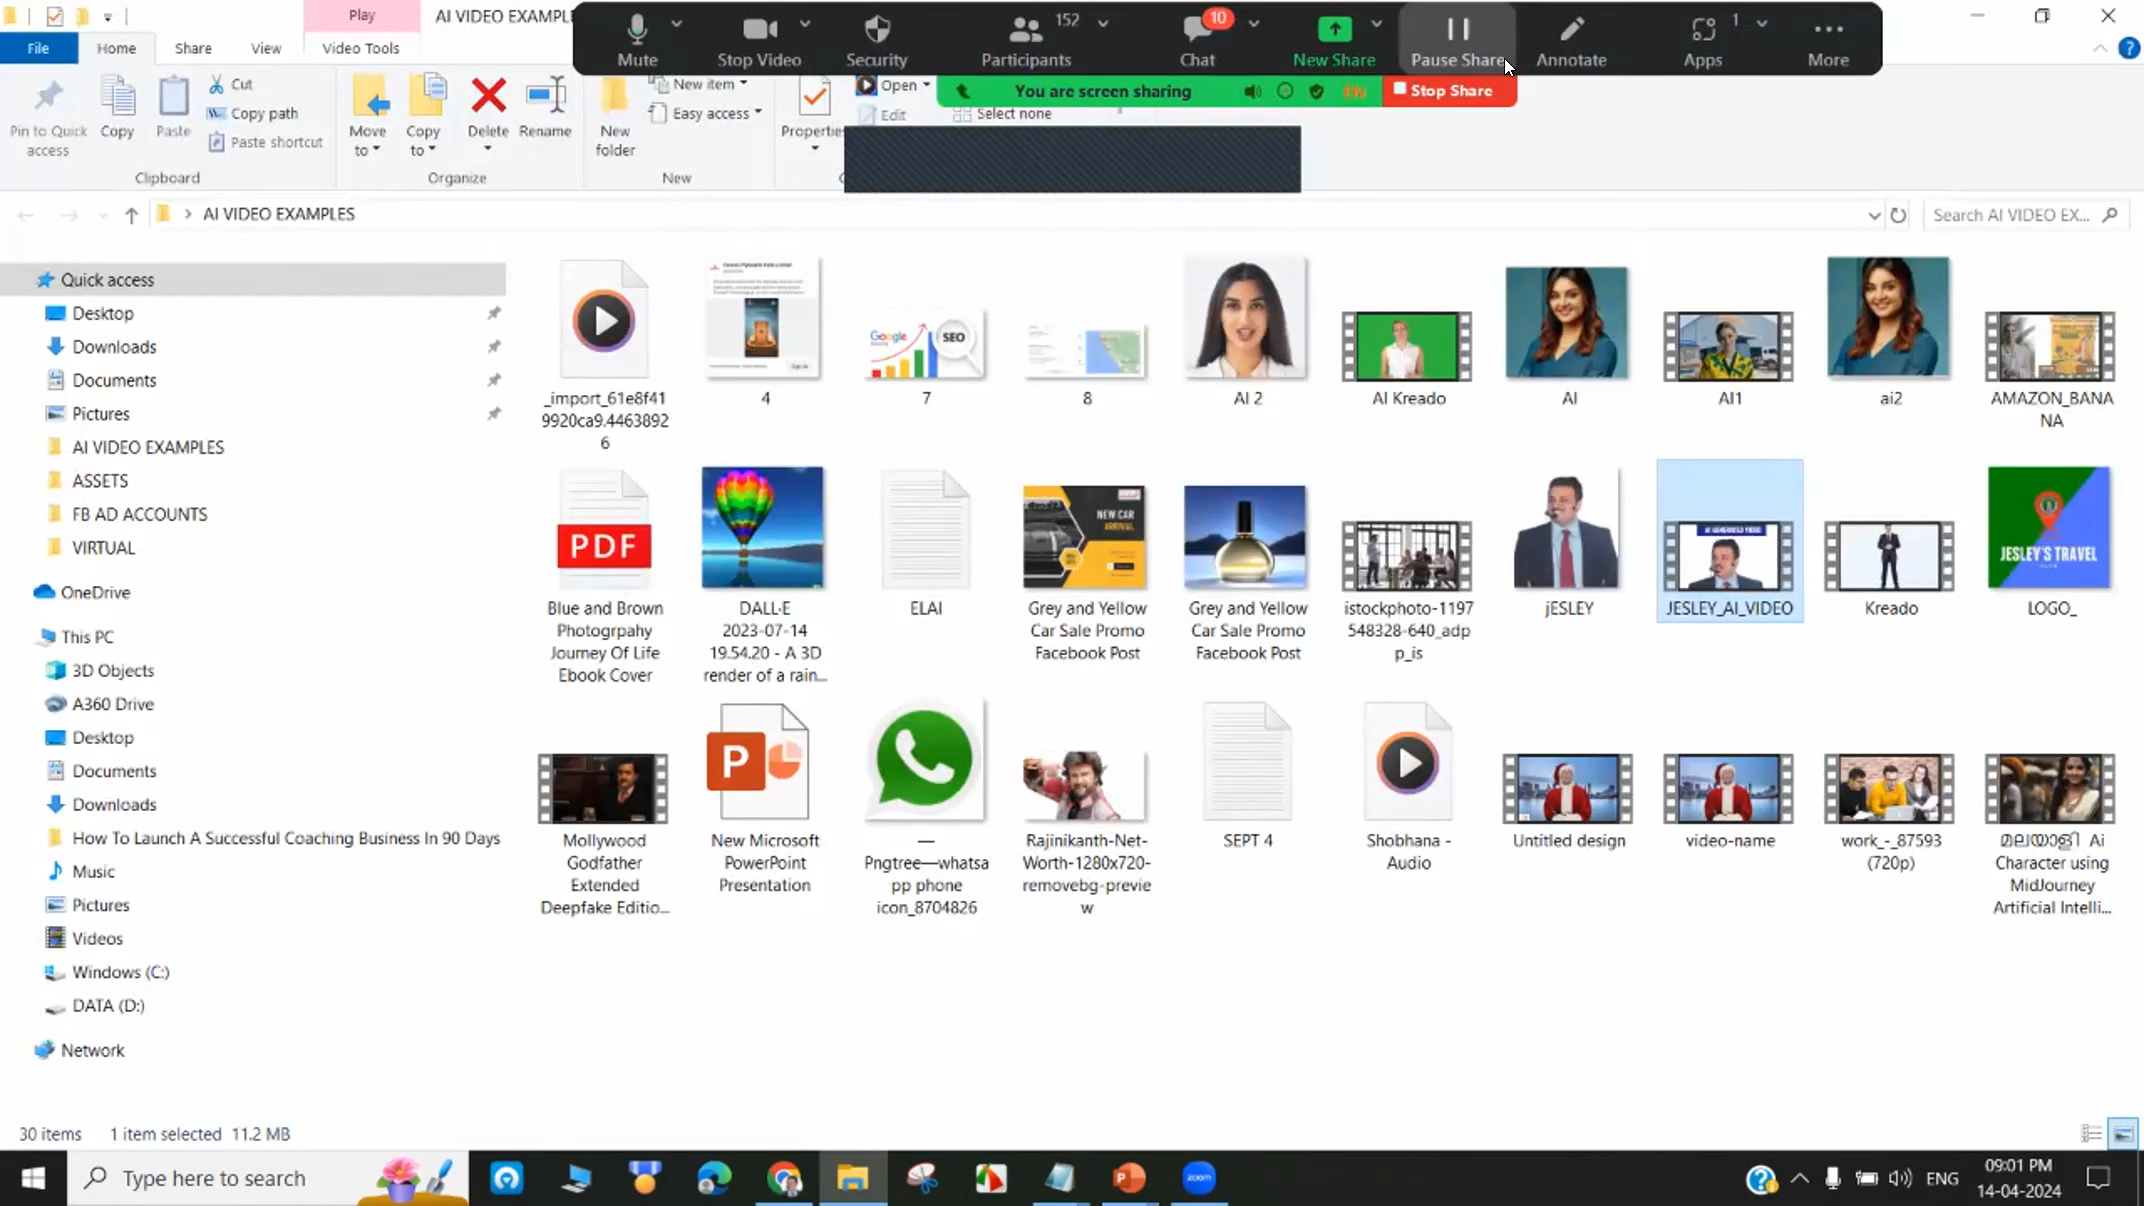 Play
AI VIDEO EXAMPLES
File
Home
Share
View
Video Tools
Mute
Stop Video
Security
152
Participants
10
Chat
New Share
Pause Share
Annotate
1
Apps
More
You are screen sharing
EN
Stop Share
Pin to Quick access
Copy
Paste
Cut
Copy path
Paste shortcut
Clipboard
Move to
Copy to
Delete
Rename
Organize
New folder
New item
Easy access
New
Properties
Open
Edit
Select none
AI VIDEO EXAMPLES
Search AI VIDEO EX...
Quick access
Desktop
Downloads
Documents
Pictures
AI VIDEO EXAMPLES
ASSETS
FB AD ACCOUNTS
VIRTUAL
OneDrive
This PC
3D Objects
A360 Drive
Desktop
Documents
Downloads
How To Launch A Successful Coaching Business In 90 Days
Music
Pictures
Videos
Windows (C:)
DATA (D:)
Network
Google
SEO
_import_61e8f41
9920ca9.4463892
6
4
7
8
AI 2
AI Kreado
AI
AI1
ai2
AMAZON_BANA
NA
PDF
NEW CAR
ARRIVAL
AI GENERATED VIDEO
JESLEY'S TRAVEL
Blue and Brown
Photogrpahy
Journey Of Life
Ebook Cover
DALL·E
2023-07-14
19.54.20 - A 3D
render of a rain...
ELAI
Grey and Yellow
Car Sale Promo
Facebook Post
Grey and Yellow
Car Sale Promo
Facebook Post
istockphoto-1197
548328-640_adp
p_is
jESLEY
JESLEY_AI_VIDEO
Kreado
LOGO_
P
Mollywood
Godfather
Extended
Deepfake Editio...
New Microsoft
PowerPoint
Presentation
—
Pngtree—whatsa
pp phone
icon_8704826
Rajinikanth-Net-
Worth-1280x720-
removebg-previe
w
SEPT 4
Shobhana -
Audio
Untitled design
video-name
work_-_87593
(720p)
മലയാളി Ai
Character using
MidJourney
Artificial Intelli...
30 items
1 item selected 11.2 MB
Type here to search
zoom
ENG
09:01 PM
14-04-2024